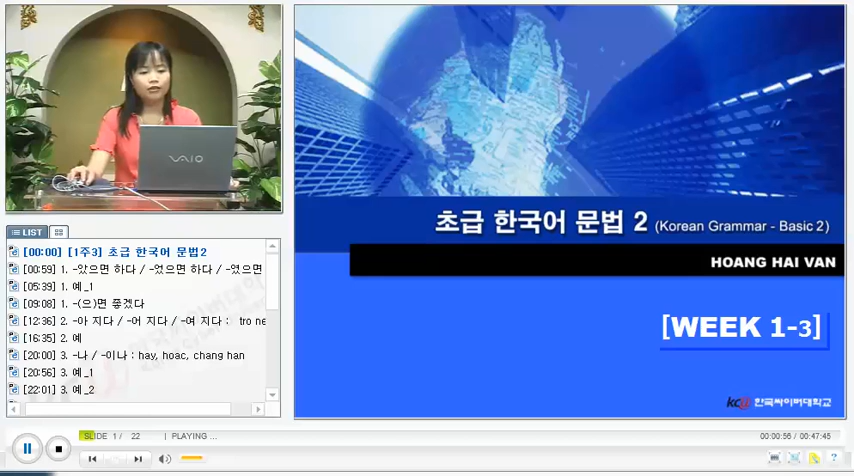 VAIO
초급 한국어 문법 2 (Korean Grammar - Basic 2)
HOANG HAI VAN
[WEEK 1-3]
kcu 한국싸이버대학교
LIST
[00:00] [1주3] 초급 한국어 문법2
[00:59] 1. -았으면 하다 / -었으면 하다 / -였으면
[05:39] 1. 예_1
[09:08] 1. -(으)면 좋겠다
[12:36] 2. -아 지다 / -어 지다 / -여 지다 : tro ne
[16:35] 2. 예
[20:00] 3. -나 / -이나 : hay, hoac, chang han
[20:56] 3. 예_1
[22:01] 3. 예_2
SLIDE 1 / 22 | PLAYING ...
00:00:56 / 00:47:45